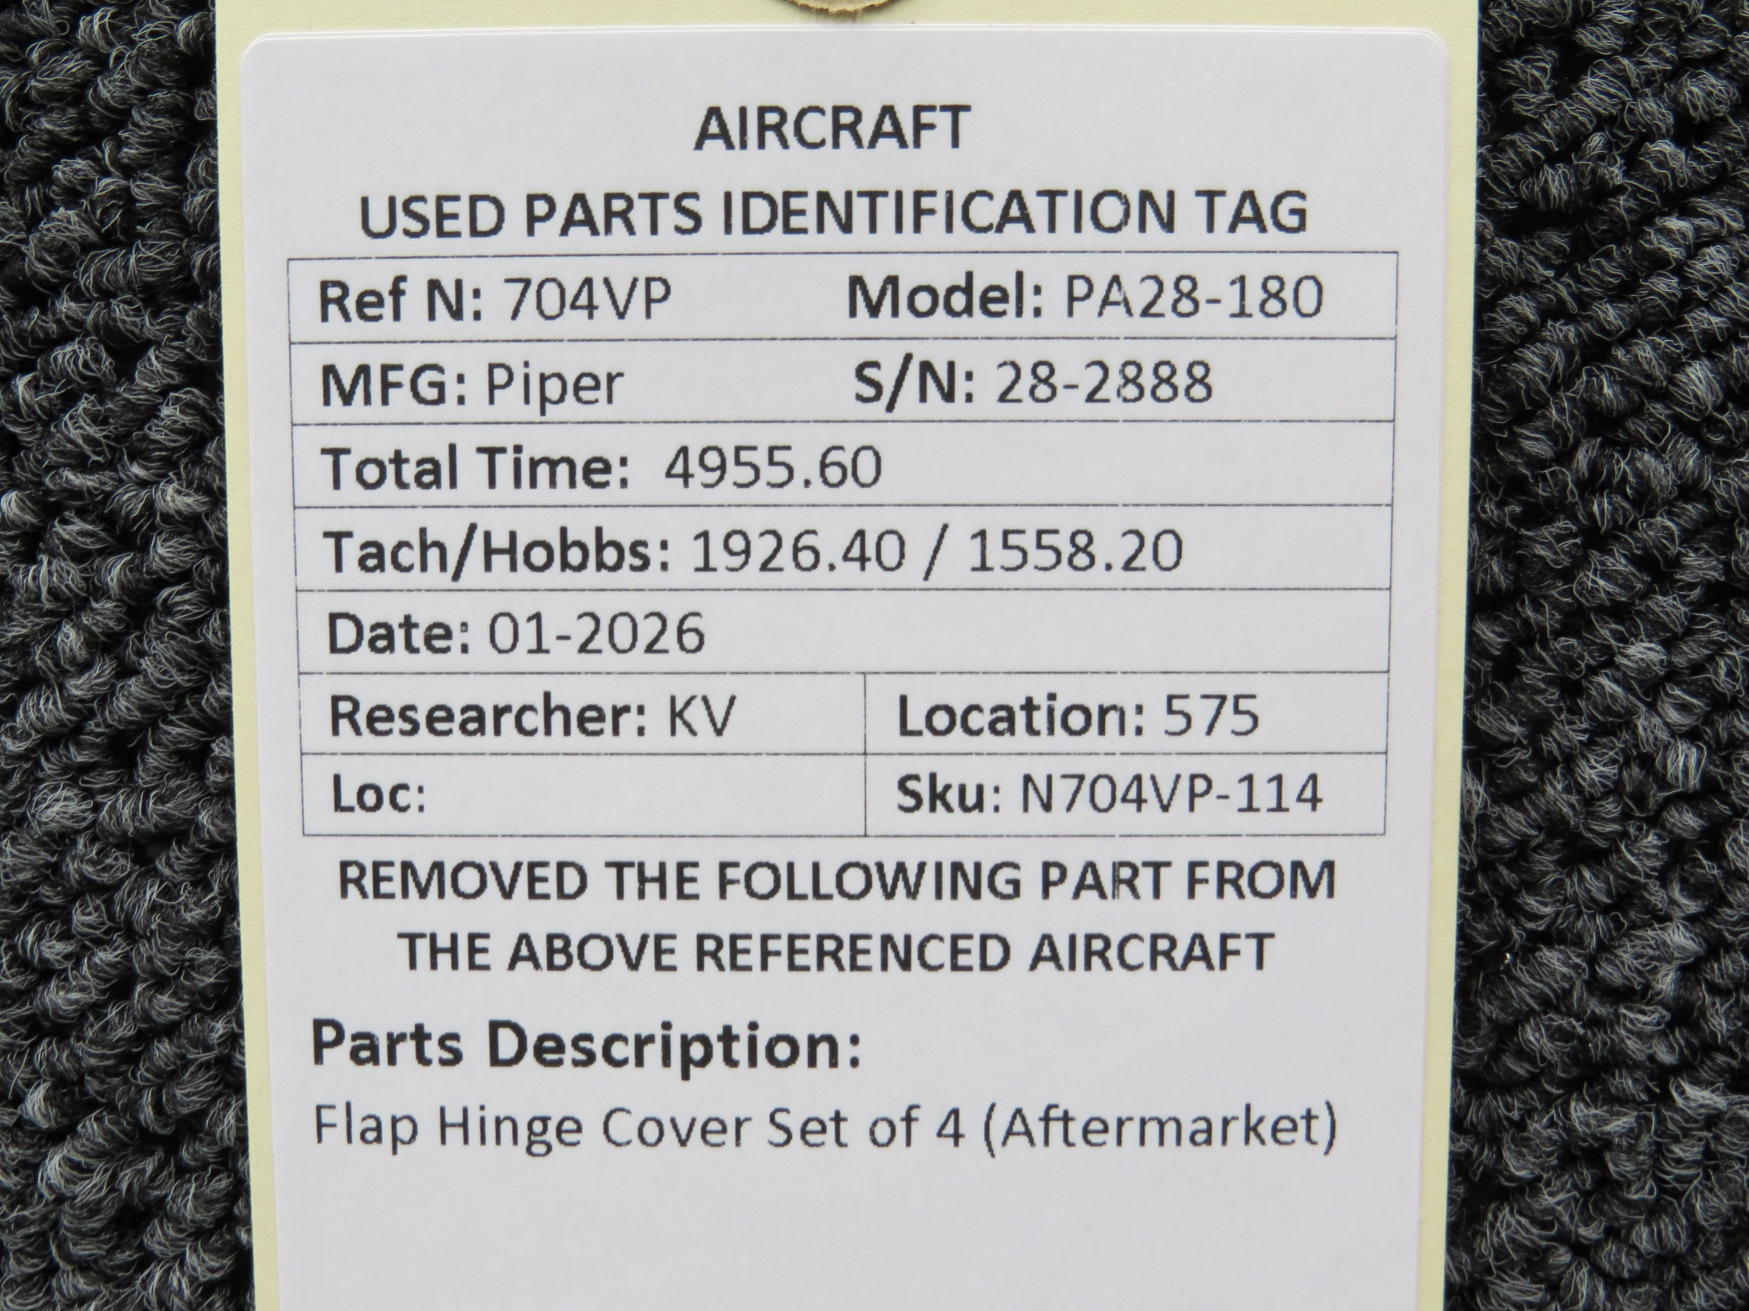 AIRCRAFT
USED PARTS IDENTIFICATION TAG
Ref N: 704VP Model: PA28-180
MFG: Piper S/N: 28-2888
Total Time: 4955.60
Tach/Hobbs: 1926.40 / 1558.20
Date: 01-2026
Researcher: KV Location: 575
Loc: Sku: N704VP-114
REMOVED THE FOLLOWING PART FROM
THE ABOVE REFERENCED AIRCRAFT
Parts Description:
Flap Hinge Cover Set of 4 (Aftermarket)